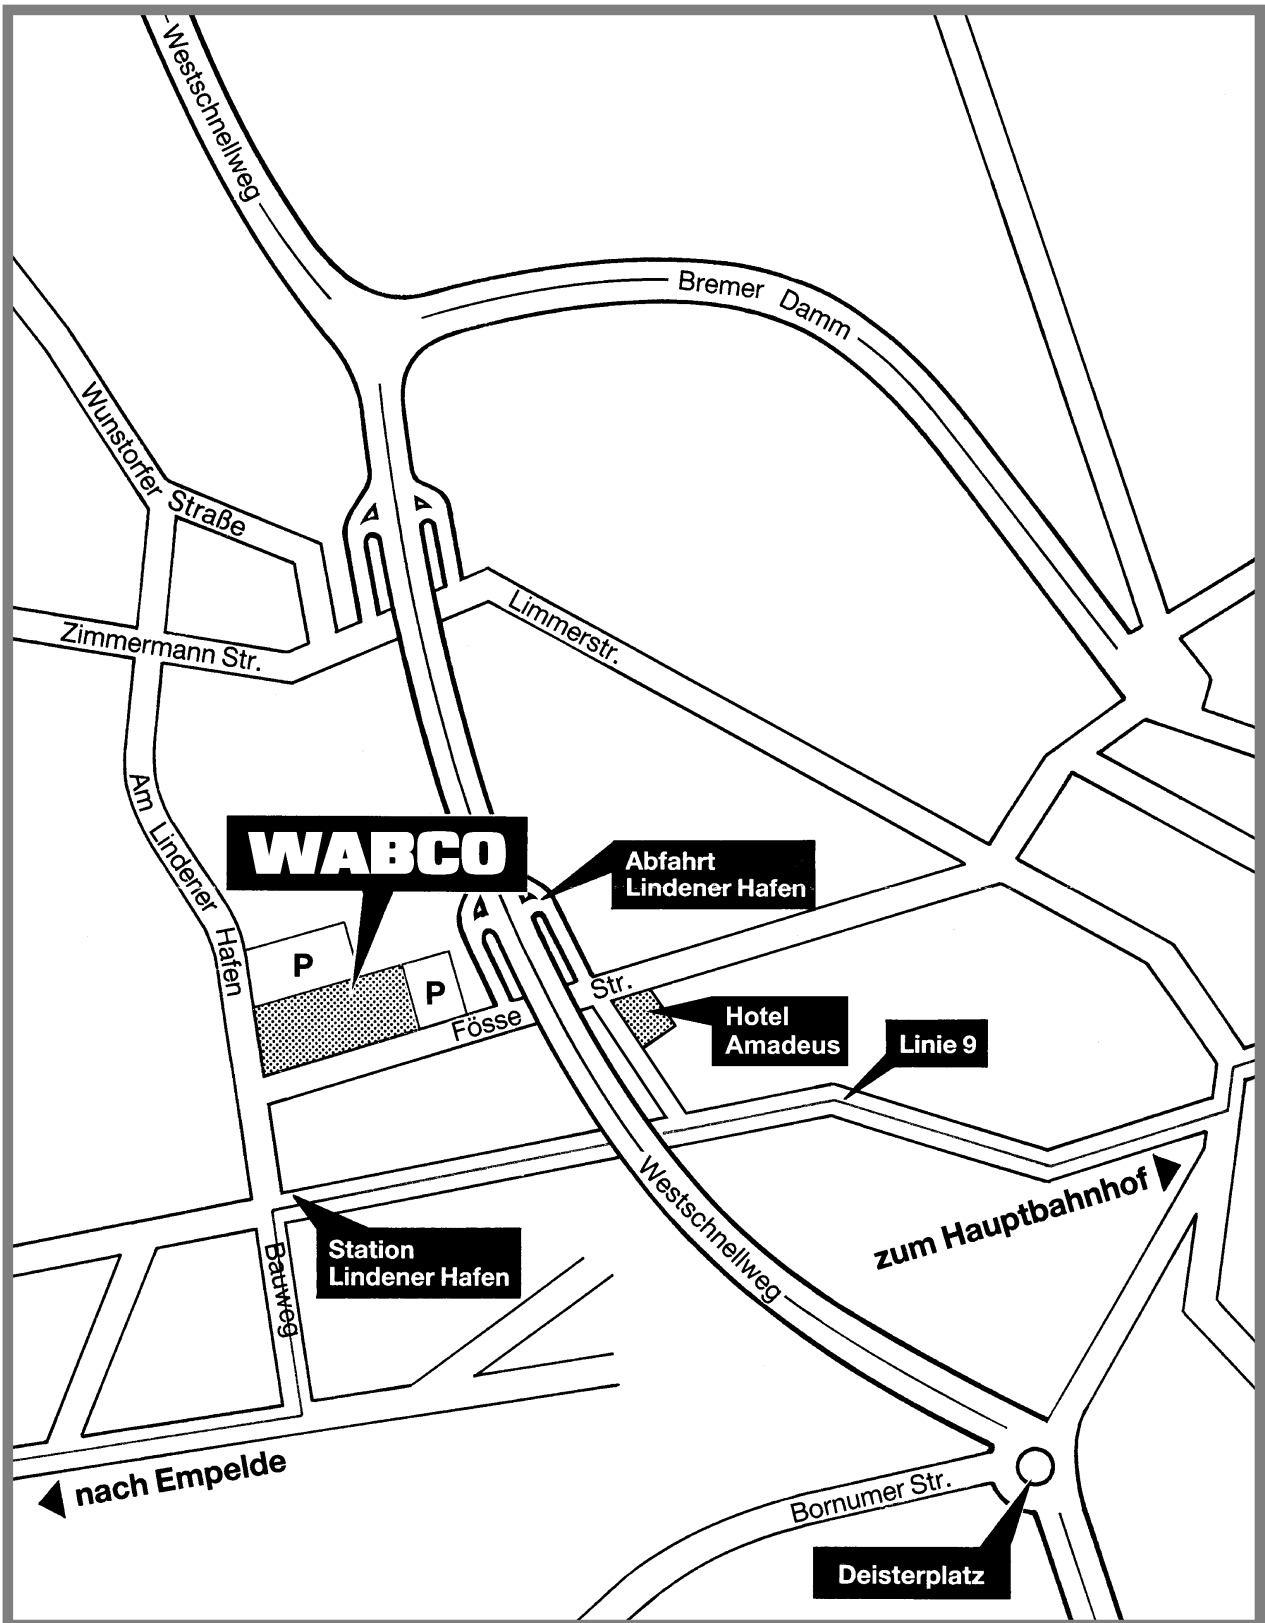 Westschnellweg
Bremer Damm
Wunstorfer Straße
Limmerstr.
Zimmermann Str.
Am Lindener Hafen
WABCO
Abfahrt
Lindener Hafen
P
P
Fösse Str.
Hotel
Amadeus
Linie 9
Westschnellweg
zum Hauptbahnhof
Station
Lindener Hafen
Bauweg
nach Empelde
Bornumer Str.
Deisterplatz